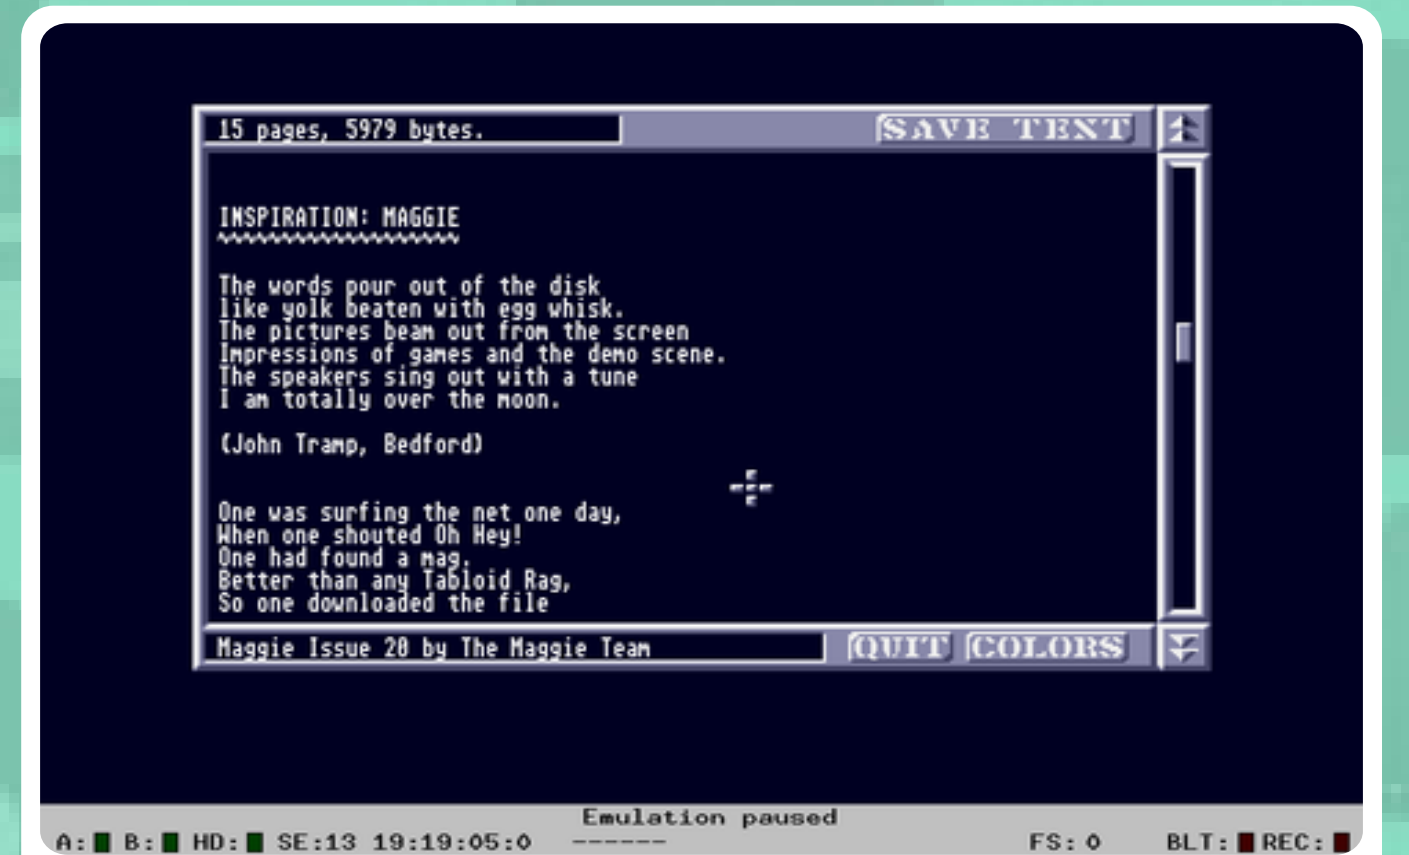 15 pages, 5979 bytes.
SAVE TEXT
INSPIRATION: MAGGIE
The words pour out of the disk
like yolk beaten with egg whisk.
The pictures beam out from the screen
Impressions of games and the demo scene.
The speakers sing out with a tune
I am totally over the moon.
(John Tramp, Bedford)
One was surfing the net one day,
When one shouted Oh Hey!
One had found a mag,
Better than any Tabloid Rag,
So one downloaded the file
Maggie Issue 20 by The Maggie Team
QUIT COLORS
Emulation paused
A: B: HD: SE:13 19:19:05:0 ------ FS: 0 BLT: REC: